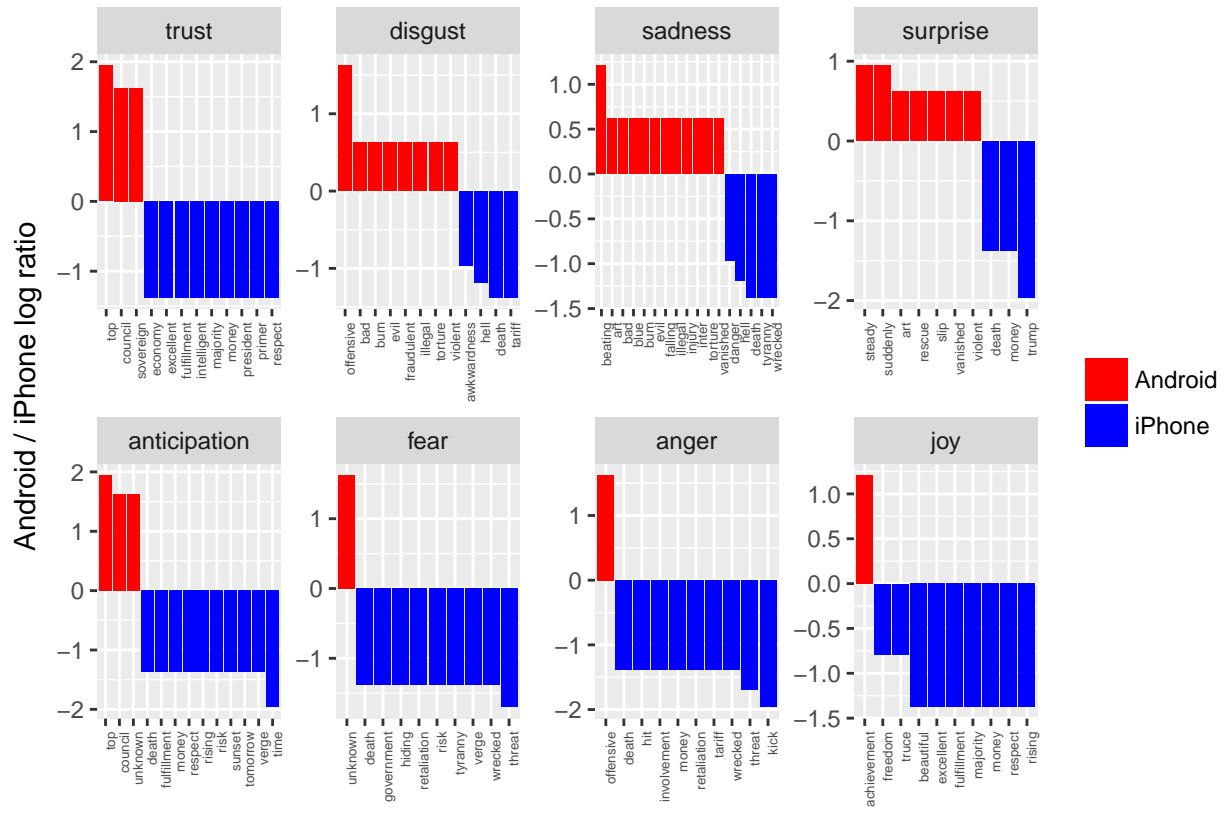 trust
disgust
sadness
surprise
2
1
0
−1
1
0
−1
1.0
0.5
0.0
−0.5
−1.0
−1.5
1
0
−1
−2
top
council
sovereign
economy
excellent
fulfillment
intelligent
majority
money
president
primer
respect
offensive
bad
burn
evil
fraudulent
illegal
torture
violent
awkwardness
hell
death
tariff
beating
art
bad
blue
burn
evil
falling
illegal
injury
inter
torture
vanished
danger
hell
death
tyranny
wrecked
steady
suddenly
art
rescue
slip
vanished
violent
death
money
trump
Android / iPhone log ratio
Android
iPhone
anticipation
fear
anger
joy
2
1
0
−1
−2
1
0
−1
1
0
−1
−2
1.0
0.5
0.0
−0.5
−1.0
−1.5
top
council
unknown
death
fulfillment
money
respect
rising
risk
sunset
tomorrow
verge
time
unknown
death
government
hiding
retaliation
risk
tyranny
verge
wrecked
threat
offensive
death
hit
involvement
money
retaliation
tariff
wrecked
threat
kick
achievement
freedom
truce
beautiful
excellent
fulfillment
majority
money
respect
rising